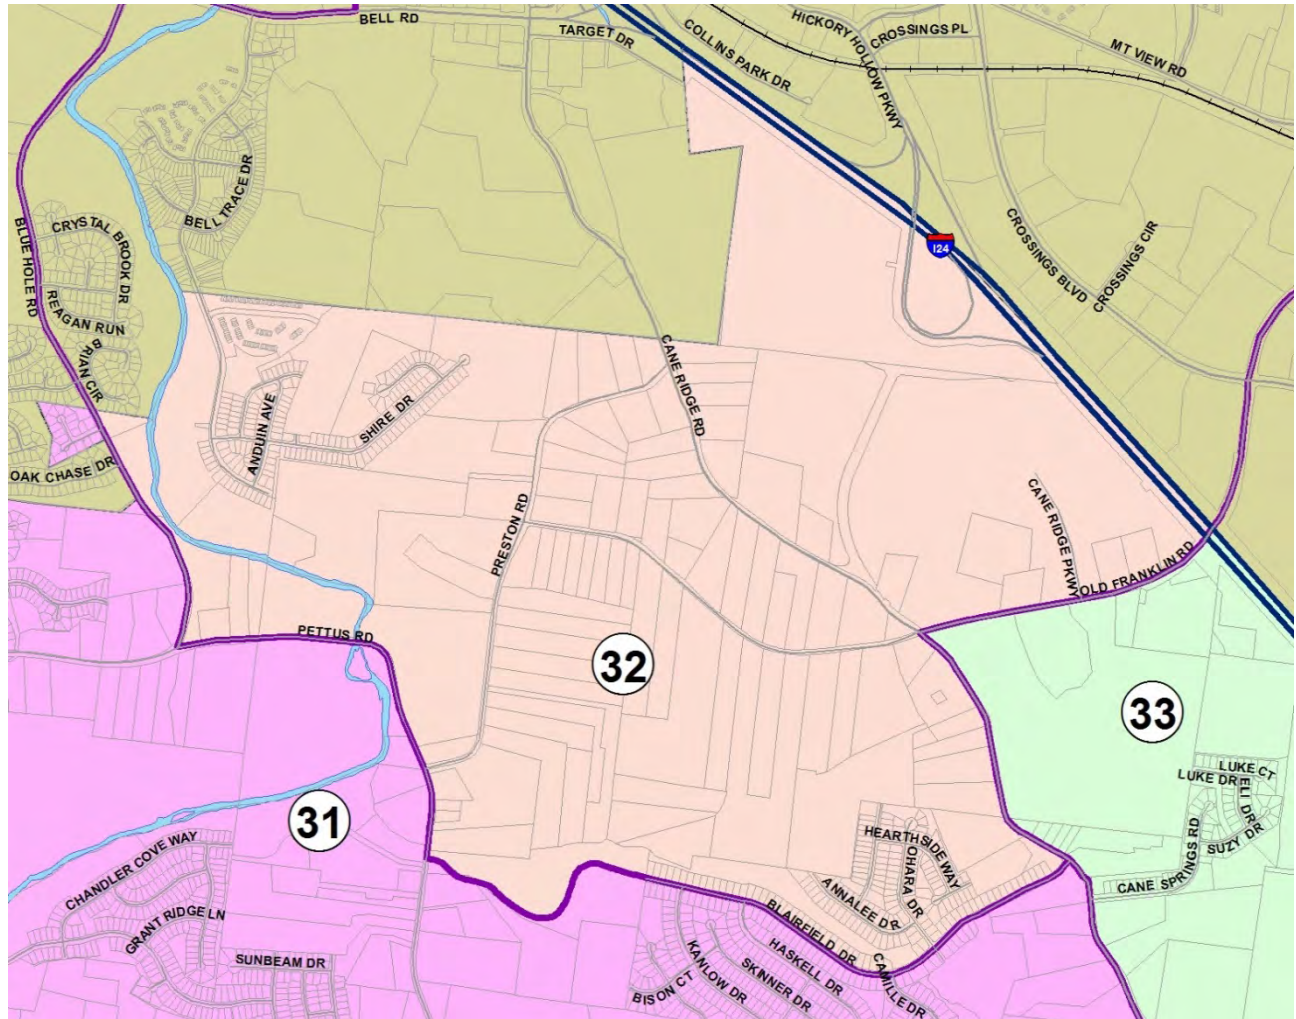 BELL RD
TARGET DR
COLLINS PARK DR
HICKORY HOLLOW PKWY
CROSSINGS PL
MT VIEW RD
BELL TRACE DR
BLUE HOLE RD
CRYSTAL BROOK DR
REAGAN RUN
BRIAN CIR
OAK CHASE DR
I24
CROSSINGS BLVD
CROSSINGS CIR
CANE RIDGE RD
SHIRE DR
ANDUIN AVE
PRESTON RD
CANE RIDGE PKWY
OLD FRANKLIN RD
PETTUS RD
32
33
31
LUKE CT
LUKE DR
ELI DR
R
SUZY DR
CANE SPRINGS RD
HEARTHSIDE WAY
OHARA DR
ANNALEE DR
BLAIRFIELD DR
CHANDLER COVE WAY
GRANT RIDGE LN
SUNBEAM DR
HASKELL DR
KANLOW DR
SKINNER DR
CAMILLE DR
BISON CT